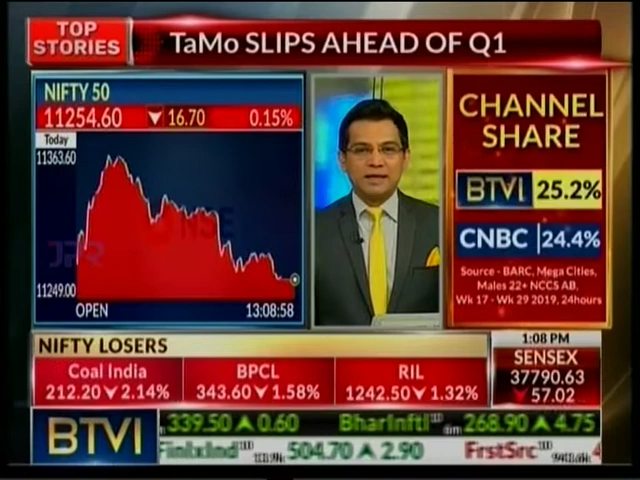 TOP
STORIES
TaMo SLIPS AHEAD OF Q1
NIFTY 50
11254.60 ▼ 16.70 0.15%
Today
11363.60
NSE
11249.00
OPEN 13:08:58
CHANNEL
SHARE
BTVI 25.2%
CNBC 24.4%
Source - BARC, Mega Cities,
Males 22+ NCCS AB,
Wk 17 - Wk 29 2019, 24hours
NIFTY LOSERS
Coal India
212.20 ▼ 2.14%
BPCL
343.60 ▼ 1.58%
RIL
1242.50 ▼ 1.32%
1:08 PM
SENSEX
37790.63
▼ 57.02
BTVI
339.50 ▲ 0.60 BharInftl 268.90 ▲ 4.75
FinIxInd 504.70 ▲ 2.90 FrstSrc